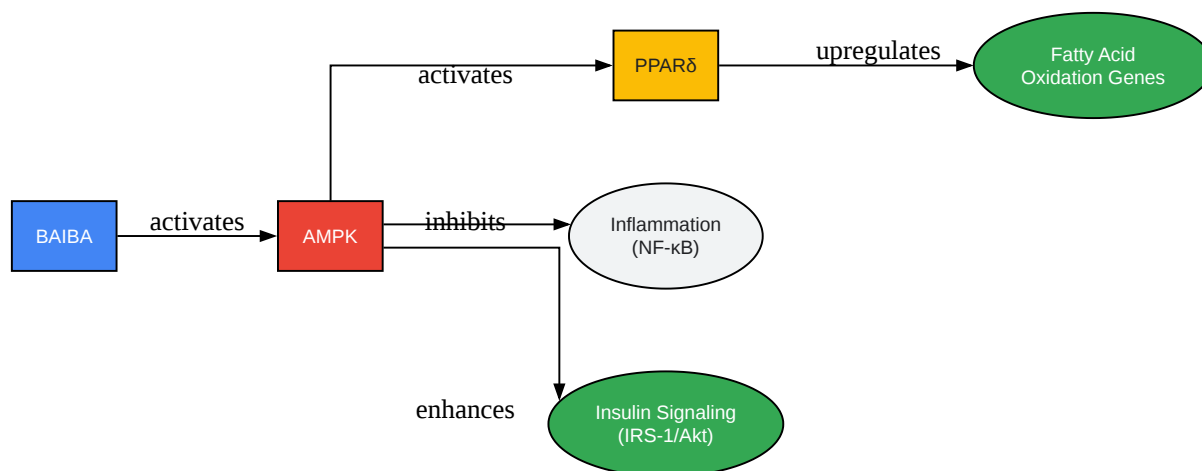 activates
PPARδ
upregulates
Fatty Acid
Oxidation Genes
BAIBA
activates
AMPK
inhibits
Inflammation
(NF-κB)
enhances
Insulin Signaling
(IRS-1/Akt)